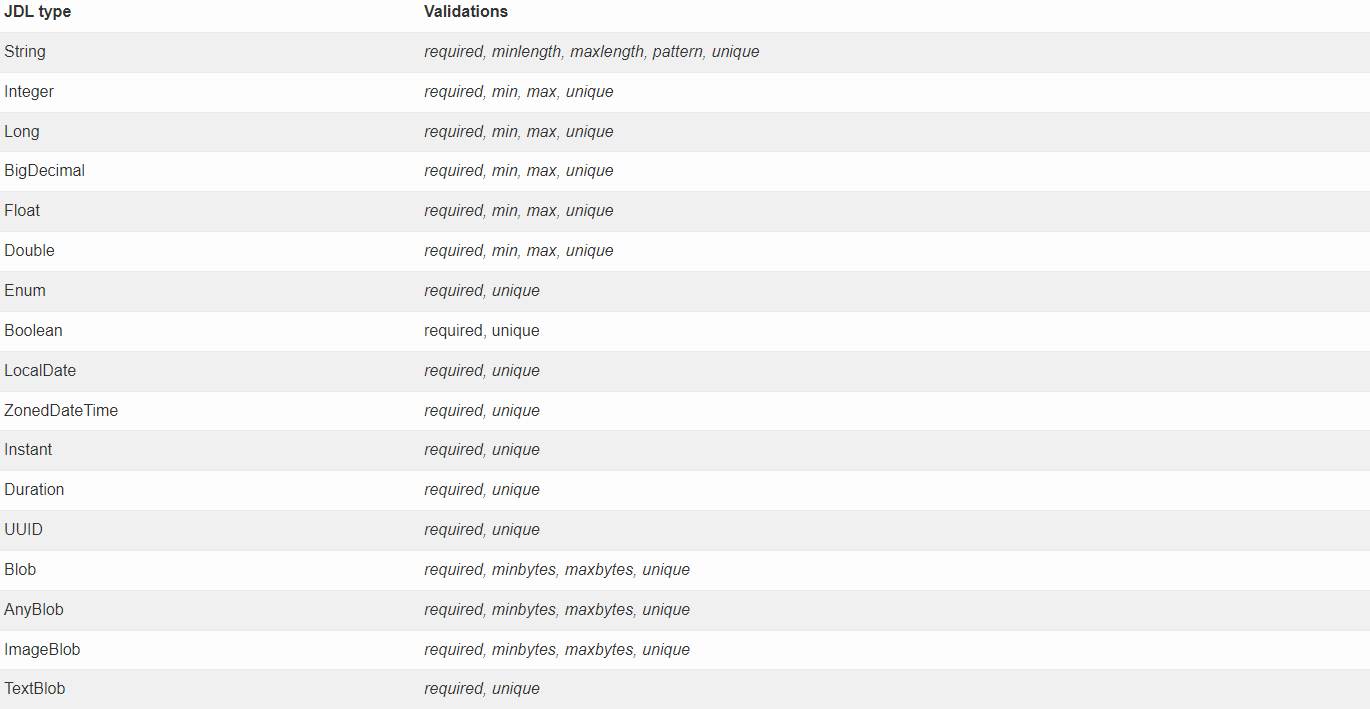 JDL type Validations
String required, minlength, maxlength, pattern, unique
Integer required, min, max, unique
Long required, min, max, unique
BigDecimal required, min, max, unique
Float required, min, max, unique
Double required, min, max, unique
Enum required, unique
Boolean required, unique
LocalDate required, unique
ZonedDateTime required, unique
Instant required, unique
Duration required, unique
UUID required, unique
Blob required, minbytes, maxbytes, unique
AnyBlob required, minbytes, maxbytes, unique
ImageBlob required, minbytes, maxbytes, unique
TextBlob required, unique